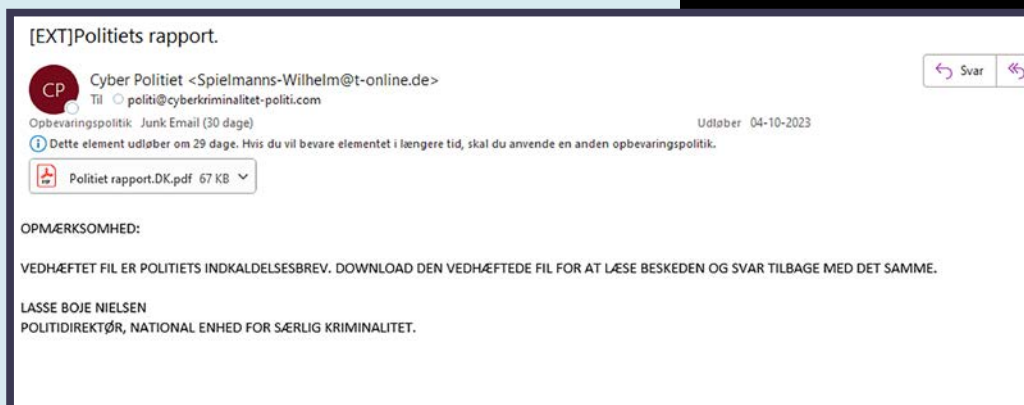 [EXT]Politiets rapport.
CP
Cyber Politiet <Spielmanns-Wilhelm@t-online.de>
Svar
Til politi@cyberkriminalitet-politi.com
Opbevaringspolitik Junk Email (30 dage) Udløber 04-10-2023
Dette element udløber om 29 dage. Hvis du vil bevare elementet i længere tid, skal du anvende en anden opbevaringspolitik.
Politiet rapport.DK.pdf 67 KB
OPMÆRKSOMHED:
VEDHÆFTET FIL ER POLITIETS INDKALDELSESBREV. DOWNLOAD DEN VEDHÆFTEDE FIL FOR AT LÆSE BESKEDEN OG SVAR TILBAGE MED DET SAMME.
LASSE BOJE NIELSEN
POLITIDIREKTØR, NATIONAL ENHED FOR SÆRLIG KRIMINALITET.